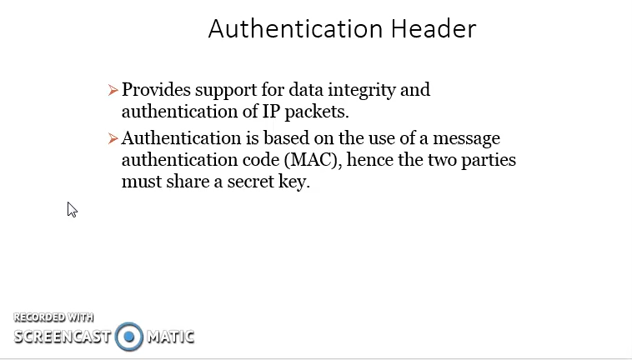 Authentication Header
➢ Provides support for data integrity and
authentication of IP packets.
➢ Authentication is based on the use of a message
authentication code (MAC), hence the two parties
must share a secret key.
RECORDED WITH
SCREENCAST MATIC